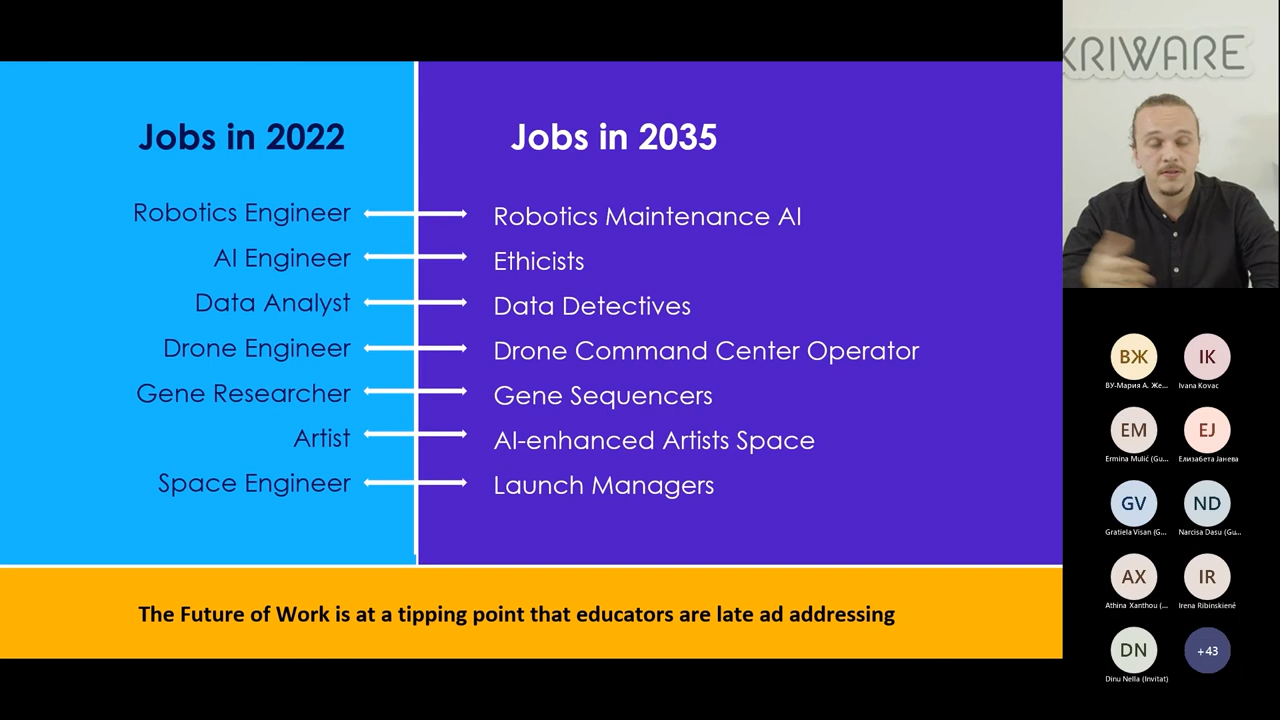 Jobs in 2022
Jobs in 2035
Robotics Engineer
Robotics Maintenance AI
AI Engineer
Ethicists
Data Analyst
Data Detectives
Drone Engineer
Drone Command Center Operator
Gene Researcher
Gene Sequencers
Artist
AI-enhanced Artists Space
Space Engineer
Launch Managers
The Future of Work is at a tipping point that educators are late ad addressing
KRIWARE
ВЖ
IK
ВУ-Мария А. Же...
Ivana Kovac
EM
EJ
Ermina Mulić (Gu...
Елизабета Јанева
GV
ND
Gratiela Visan (G...
Narcisa Dasu (Gu...
AX
IR
Athina Xanthou (...
Irena Ribinskienė
DN
+43
Dinu Nella (Invitat)